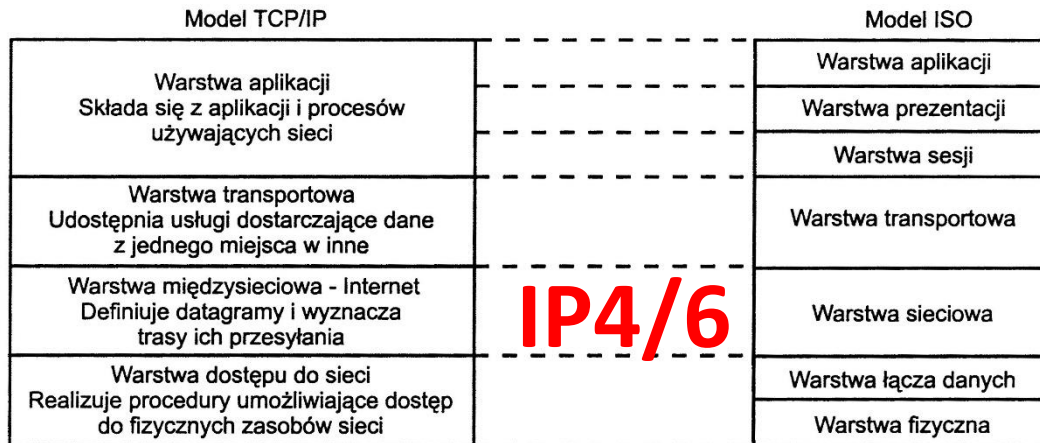 Model TCP/IP
Model ISO
Warstwa aplikacji
Składa się z aplikacji i procesów
używających sieci
Warstwa aplikacji
Warstwa prezentacji
Warstwa sesji
Warstwa transportowa
Udostępnia usługi dostarczające dane
z jednego miejsca w inne
Warstwa transportowa
Warstwa międzysieciowa - Internet
Definiuje datagramy i wyznacza
trasy ich przesyłania
IP4/6
Warstwa sieciowa
Warstwa dostępu do sieci
Realizuje procedury umożliwiające dostęp
do fizycznych zasobów sieci
Warstwa łącza danych
Warstwa fizyczna